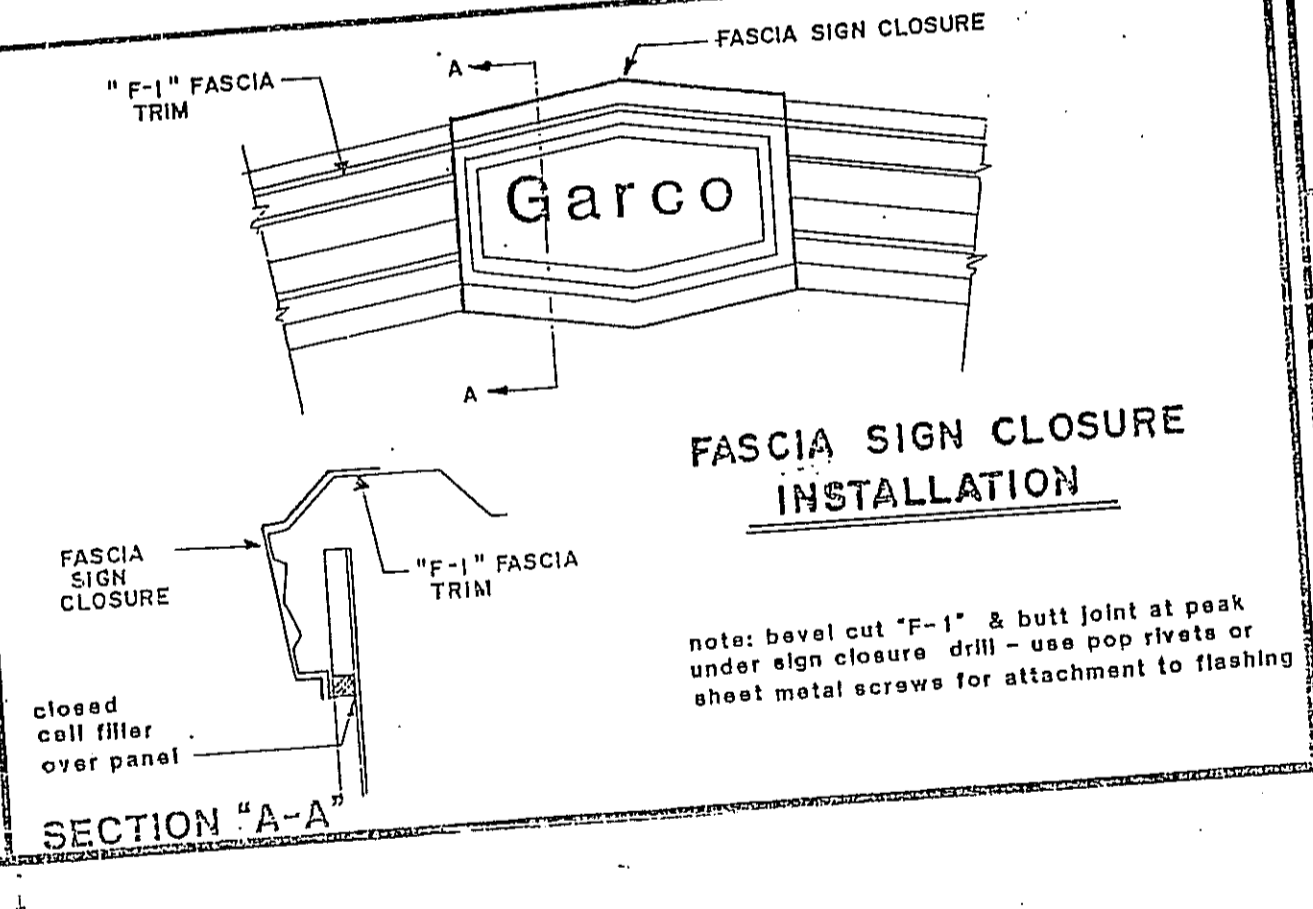 FASCIA SIGN CLOSURE
" F-1" FASCIA
TRIM
A
Garco
A
FASCIA SIGN CLOSURE
INSTALLATION
FASCIA
SIGN
CLOSURE
"F-1" FASCIA
TRIM
note: bevel cut "F-1" & butt joint at peak
under sign closure drill - use pop rivets or
sheet metal screws for attachment to flashing
closed
cell filler
over panel
SECTION "A-A"